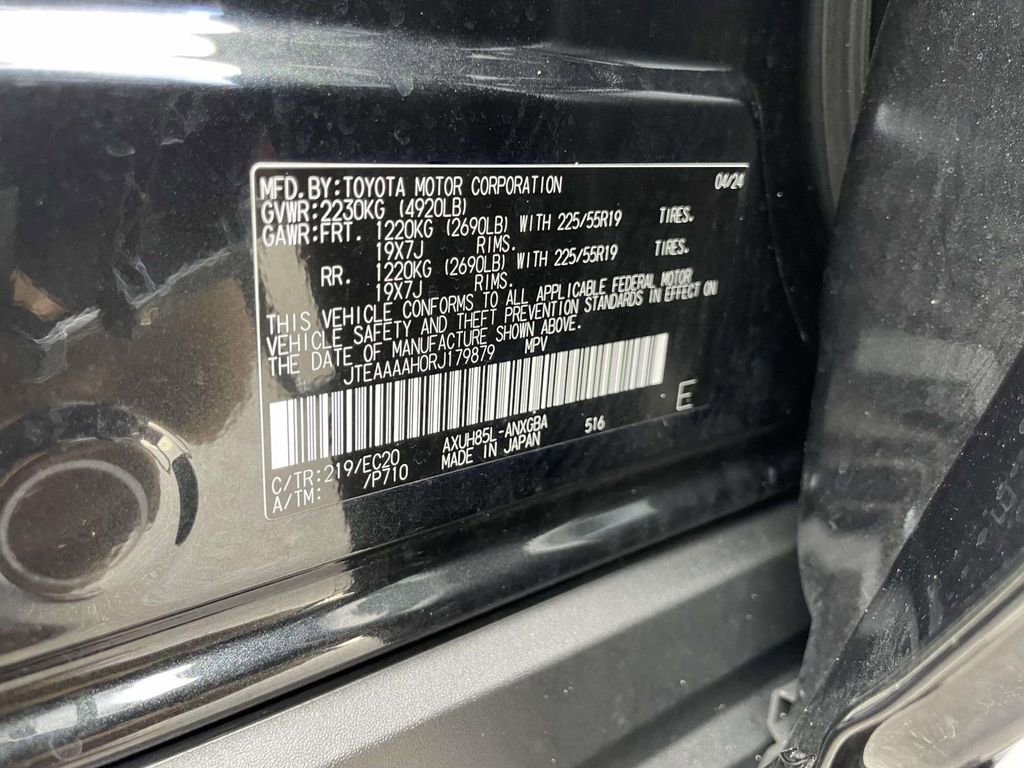 MFD.BY:TOYOTA MOTOR CORPORATION 04/24
GVWR:2230KG (4920LB)
GAWR:FRT. 1220KG (2690LB) WITH 225/55R19 TIRES.
19X7J RIMS.
RR. 1220KG (2690LB) WITH 225/55R19 TIRES.
19X7J RIMS.
THIS VEHICLE CONFORMS TO ALL APPLICABLE FEDERAL MOTOR
VEHICLE SAFETY AND THEFT PREVENTION STANDARDS IN EFFECT ON
THE DATE OF MANUFACTURE SHOWN ABOVE.
JTEAAAAH0RJ179879 MPV
E
C/TR:219/EC20 AXUH85L-ANXGBA 516
A/TM: /P710 MADE IN JAPAN